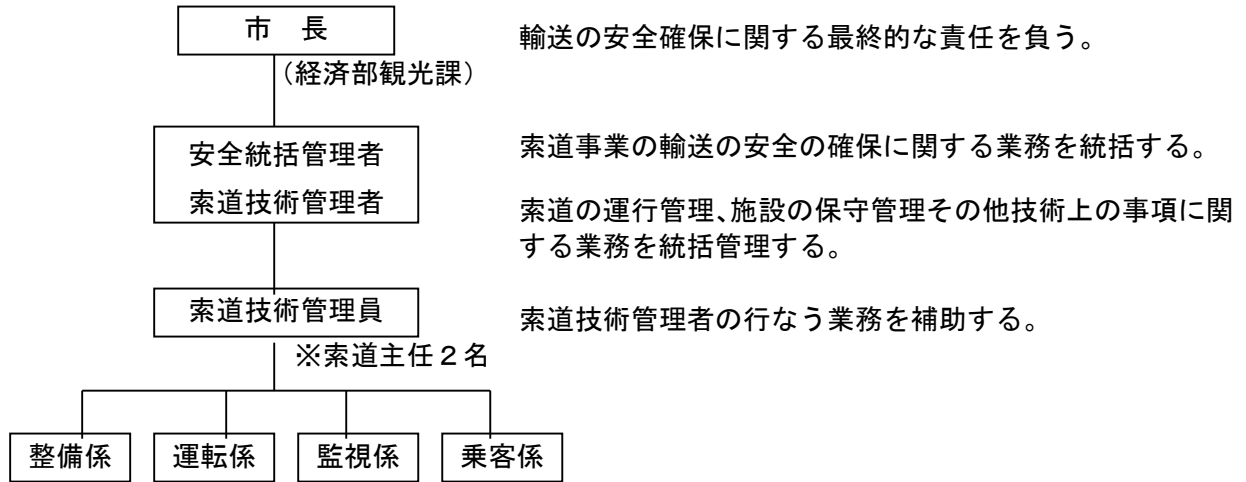 市　長
輸送の安全確保に関する最終的な責任を負う。
（経済部観光課）
安全統括管理者
索道事業の輸送の安全の確保に関する業務を統括する。
索道技術管理者
索道の運行管理、施設の保守管理その他技術上の事項に関
する業務を統括管理する。
索道技術管理員
索道技術管理者の行なう業務を補助する。
※索道主任２名
整備係
運転係
監視係
乗客係